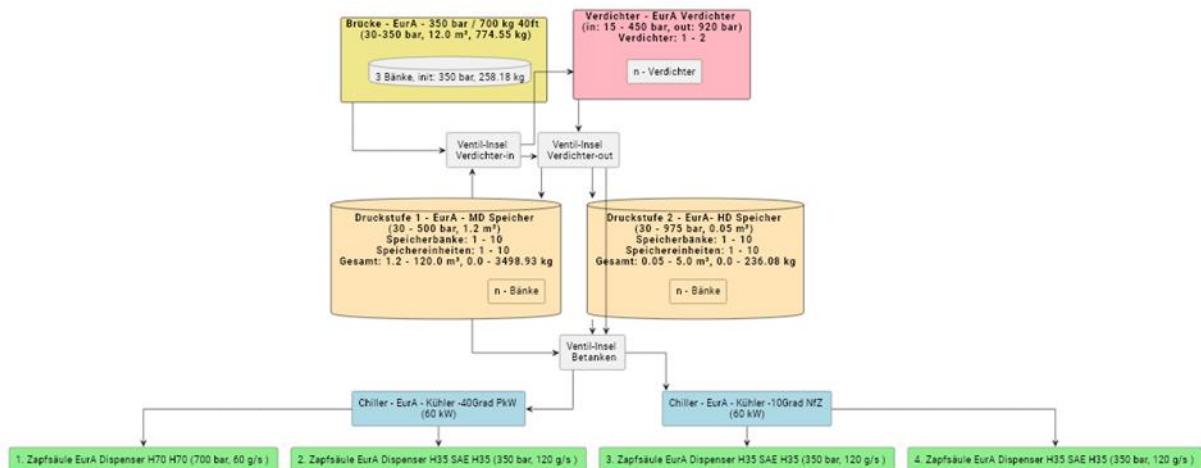 Brücke - EurA - 350 bar / 700 kg 40ft
(30-350 bar, 12.0 m³, 774.55 kg)
3 Bänke, init: 350 bar, 258.18 kg
Verdichter - EurA Verdichter
(in: 15 - 450 bar, out: 920 bar)
Verdichter: 1 - 2
n - Verdichter
Ventil-Insel
Verdichter-in
Ventil-Insel
Verdichter-out
Druckstufe 1 - EurA - MD Speicher
(30 - 500 bar, 1.2 m³)
Speicherbänke: 1 - 10
Speichereinheiten: 1 - 10
Gesamt: 1.2 - 120.0 m³, 0.0 - 3498.93 kg
n - Bänke
Druckstufe 2 - EurA- HD Speicher
(30 - 975 bar, 0.05 m³)
Speicherbänke: 1 - 10
Speichereinheiten: 1 - 10
Gesamt: 0.05 - 5.0 m³, 0.0 - 236.08 kg
n - Bänke
Ventil-Insel
Betanken
Chiller - EurA - Kühler -40Grad PkW
(60 kW)
Chiller - EurA - Kühler -10Grad NfZ
(60 kW)
1. Zapfsäule EurA Dispenser H70 H70 (700 bar, 60 g/s )
2. Zapfsäule EurA Dispenser H35 SAE H35 (350 bar, 120 g/s )
3. Zapfsäule EurA Dispenser H35 SAE H35 (350 bar, 120 g/s )
4. Zapfsäule EurA Dispenser H35 SAE H35 (350 bar, 120 g/s )